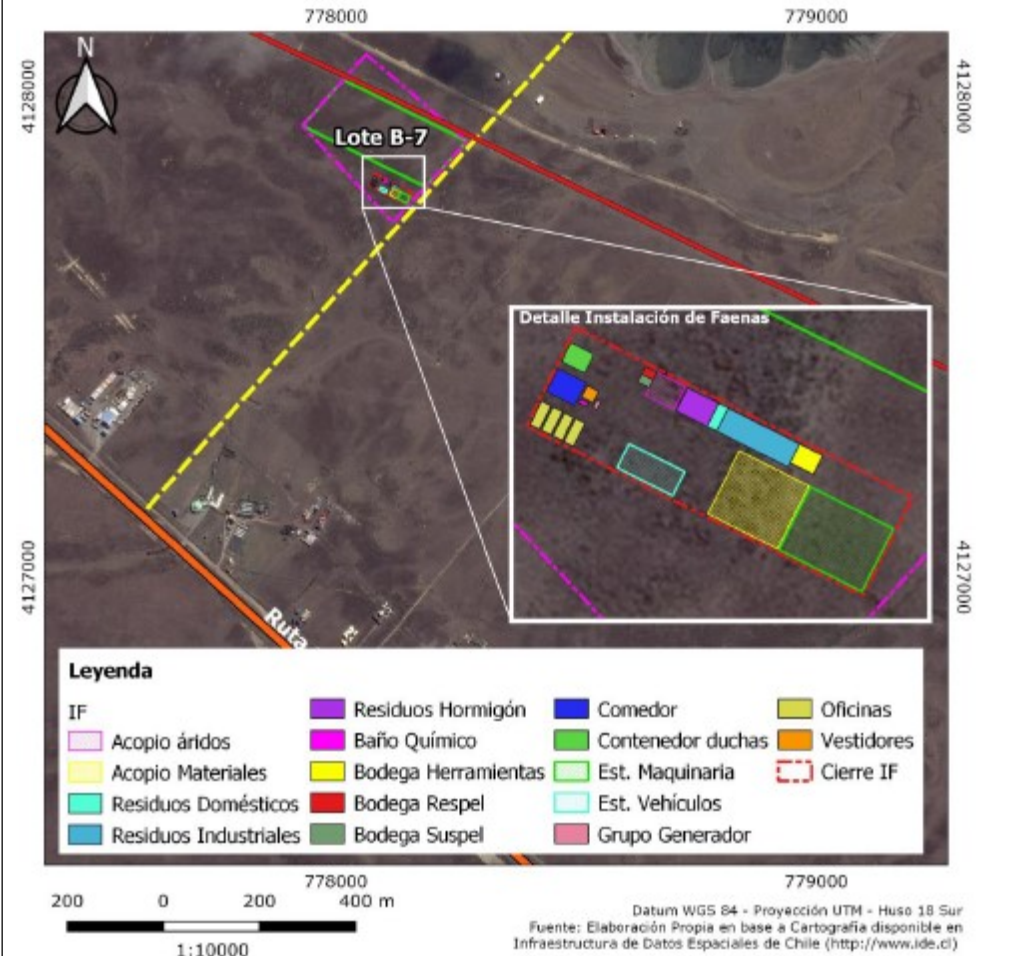 778000 779000
N
4128000 4128000
Lote B-7
Detalle Instalación de Faenas
4127000 4127000
Ruta
Leyenda
IF
Acopio áridos
Acopio Materiales
Residuos Domésticos
Residuos Industriales
Residuos Hormigón
Baño Químico
Bodega Herramientas
Bodega Respel
Bodega Suspel
Comedor
Contenedor duchas
Est. Maquinaria
Est. Vehículos
Grupo Generador
Oficinas
Vestidores
Cierre IF
778000 779000
200 0 200 400 m
1:10000
Datum WGS 84 - Proyección UTM - Huso 18 Sur
Fuente: Elaboración Propia en base a Cartografía disponible en
Infraestructura de Datos Espaciales de Chile (http://www.ide.cl)